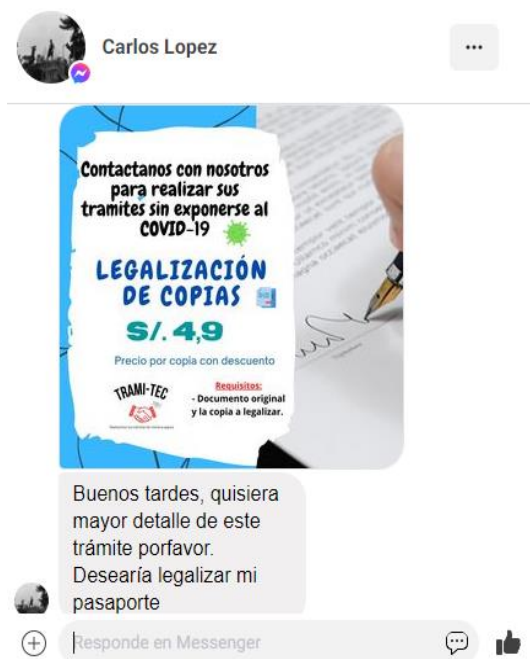 Carlos Lopez
Contactanos con nosotros
para realizar sus
tramites sin exponerse al
COVID-19
LEGALIZACIÓN
DE COPIAS
S/. 4,9
Precio por copia con descuento
TRAMI-TEC
Requisitos:
- Documento original
y la copia a legalizar.
Buenos tardes, quisiera
mayor detalle de este
trámite porfavor.
Desearía legalizar mi
pasaporte
Responde en Messenger